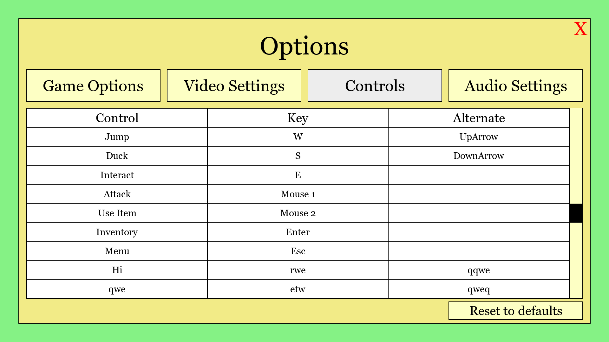 X
Options
Game Options Video Settings Controls Audio Settings
Control Key Alternate
Jump W UpArrow
Duck S DownArrow
Interact E
Attack Mouse 1
Use Item Mouse 2
Inventory Enter
Menu Esc
Hi rwe qqwe
qwe efw qweq
Reset to defaults